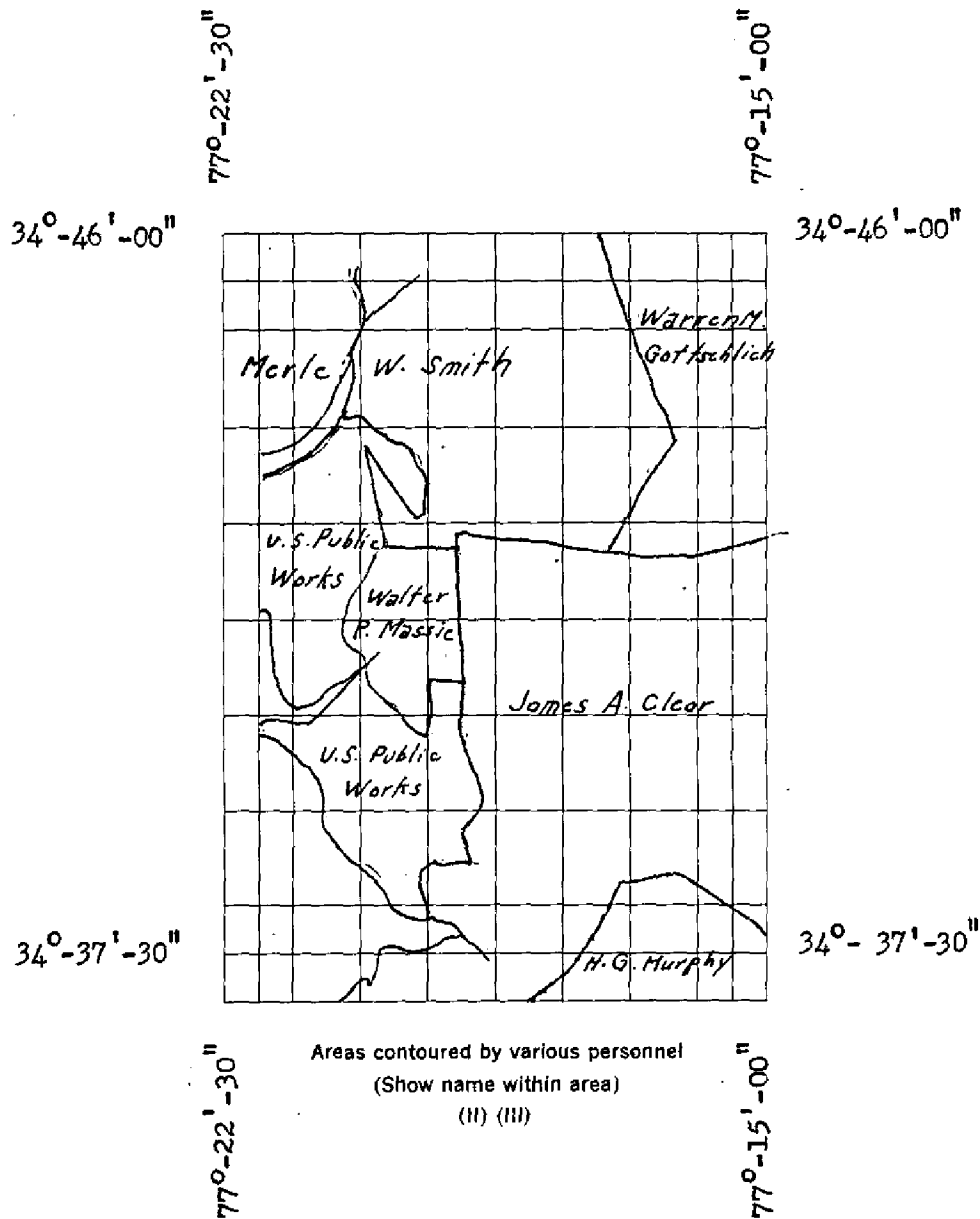 77°-22'-30"
77°-15'-00"
34°-46'-00"
34°-46'-00"
Warren M.
Gottschlich
Merle W. Smith
U.S. Public
Works
Walter
P. Massie
James A. Clear
U.S. Public
Works
34°-37'-30"
34°-37'-30"
H.G. Murphy
Areas contoured by various personnel
(Show name within area)
(II) (III)
77°-22'-30"
77°-15'-00"